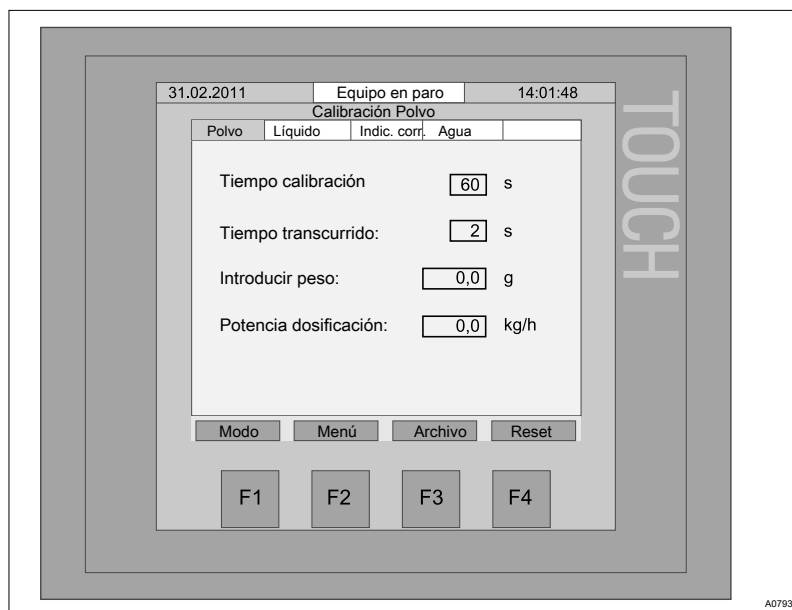 31.02.2011 Equipo en paro 14:01:48
Calibración Polvo
Polvo Líquido Indic. corr. Agua
Tiempo calibración 60 s
Tiempo transcurrido: 2 s
Introducir peso: 0,0 g
Potencia dosificación: 0,0 kg/h
Modo Menú Archivo Reset
F1 F2 F3 F4
TOUCH
A0793